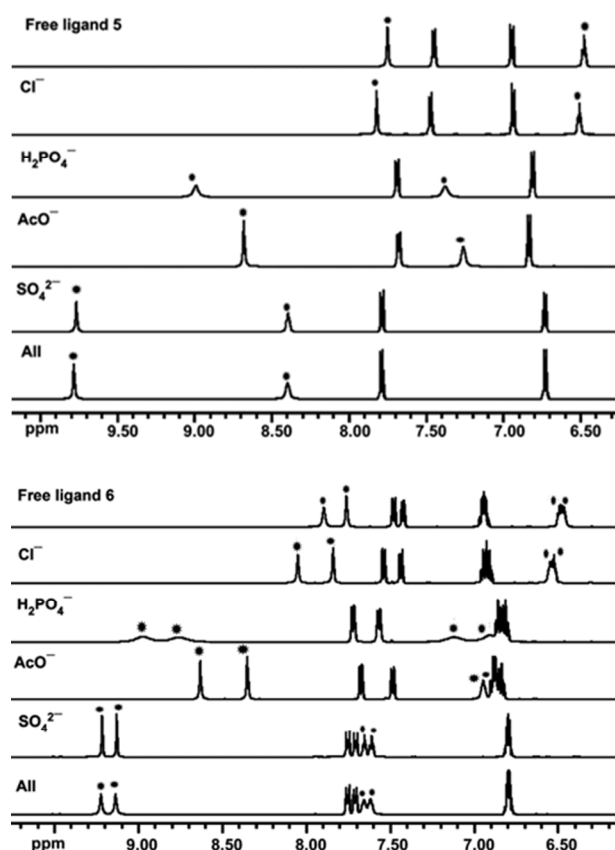 Free ligand 5
Cl⁻
H₂PO₄⁻
AcO⁻
SO₄²⁻
All
ppm 9.50 9.00 8.50 8.00 7.50 7.00 6.50
Free ligand 6
Cl⁻
H₂PO₄⁻
AcO⁻
SO₄²⁻
All
ppm 9.00 8.50 8.00 7.50 7.00 6.50